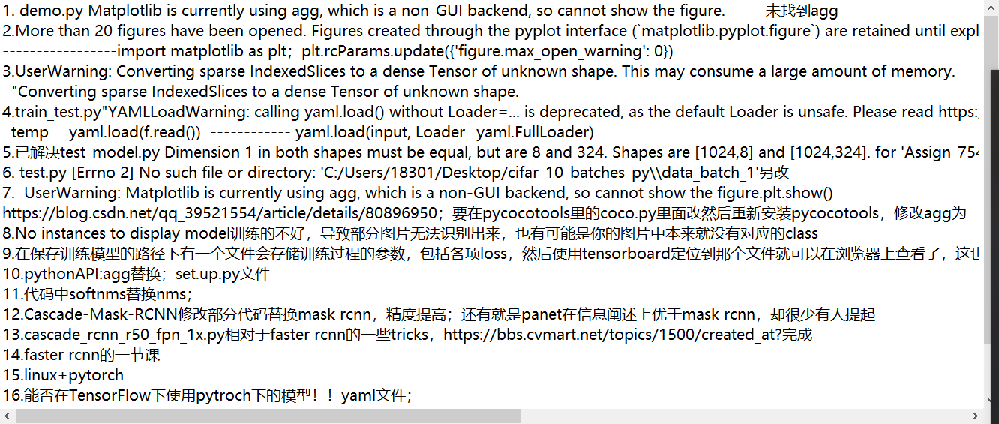 1. demo.py Matplotlib is currently using agg, which is a non-GUI backend, so cannot show the figure.------未找到agg
2.More than 20 figures have been opened. Figures created through the pyplot interface (`matplotlib.pyplot.figure`) are retained until expl
-----------------import matplotlib as plt；plt.rcParams.update({'figure.max_open_warning': 0})
3.UserWarning: Converting sparse IndexedSlices to a dense Tensor of unknown shape. This may consume a large amount of memory.
"Converting sparse IndexedSlices to a dense Tensor of unknown shape.
4.train_test.py"YAMLLoadWarning: calling yaml.load() without Loader=... is deprecated, as the default Loader is unsafe. Please read https:
temp = yaml.load(f.read()) ------------ yaml.load(input, Loader=yaml.FullLoader)
5.已解决test_model.py Dimension 1 in both shapes must be equal, but are 8 and 324. Shapes are [1024,8] and [1024,324]. for 'Assign_754
6. test.py [Errno 2] No such file or directory: 'C:/Users/18301/Desktop/cifar-10-batches-py\\data_batch_1'另改
7. UserWarning: Matplotlib is currently using agg, which is a non-GUI backend, so cannot show the figure.plt.show()
https://blog.csdn.net/qq_39521554/article/details/80896950；要在pycocotools里的coco.py里面改然后重新安装pycocotools，修改agg为
8.No instances to display model训练的不好，导致部分图片无法识别出来，也有可能是你的图片中本来就没有对应的class
9.在保存训练模型的路径下有一个文件会存储训练过程的参数，包括各项loss，然后使用tensorboard定位到那个文件就可以在浏览器上查看了，这也
10.pythonAPI:agg替换；set.up.py文件
11.代码中softnms替换nms；
12.Cascade-Mask-RCNN修改部分代码替换mask rcnn，精度提高；还有就是panet在信息阐述上优于mask rcnn，却很少有人提起
13.cascade_rcnn_r50_fpn_1x.py相对于faster rcnn的一些tricks，https://bbs.cvmart.net/topics/1500/created_at?完成
14.faster rcnn的一节课
15.linux+pytorch
16.能否在TensorFlow下使用pytroch下的模型！！yaml文件；